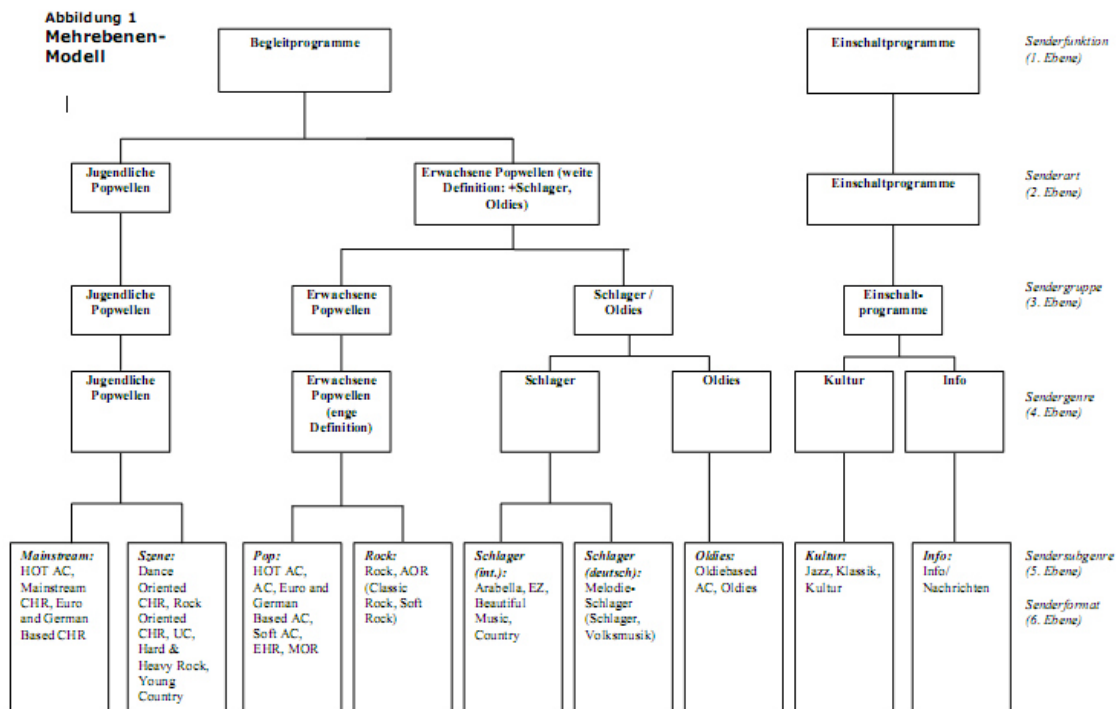 Abbildung 1
Mehrebenen-
Modell
Begleitprogramme
Einschaltprogramme
Senderfunktion
(1. Ebene)
Jugendliche
Popwellen
Erwachsene Popwellen (weite
Definition: +Schlager,
Oldies)
Einschaltprogramme
Senderart
(2. Ebene)
Jugendliche
Popwellen
Erwachsene
Popwellen
Schlager /
Oldies
Einschalt-
programme
Sendergruppe
(3. Ebene)
Jugendliche
Popwellen
Erwachsene
Popwellen
(enge
Definition)
Schlager
Oldies
Kultur
Info
Sendergenre
(4. Ebene)
Mainstream:
HOT AC,
Mainstream
CHR, Euro
and German
Based CHR
Szene:
Dance
Oriented
CHR, Rock
Oriented
CHR, UC,
Hard &
Heavy Rock,
Young
Country
Pop:
HOT AC,
AC, Euro and
German
Based AC,
Soft AC,
EHR, MOR
Rock:
Rock, AOR
(Classic
Rock, Soft
Rock)
Schlager
(int.):
Arabella, EZ,
Beautiful
Music,
Country
Schlager
(deutsch):
Melodie-
Schlager
(Schlager,
Volksmusik)
Oldies:
Oldiebased
AC, Oldies
Kultur:
Jazz, Klassik,
Kultur
Info:
Info/
Nachrichten
Sendersubgenre
(5. Ebene)
Senderformat
(6. Ebene)